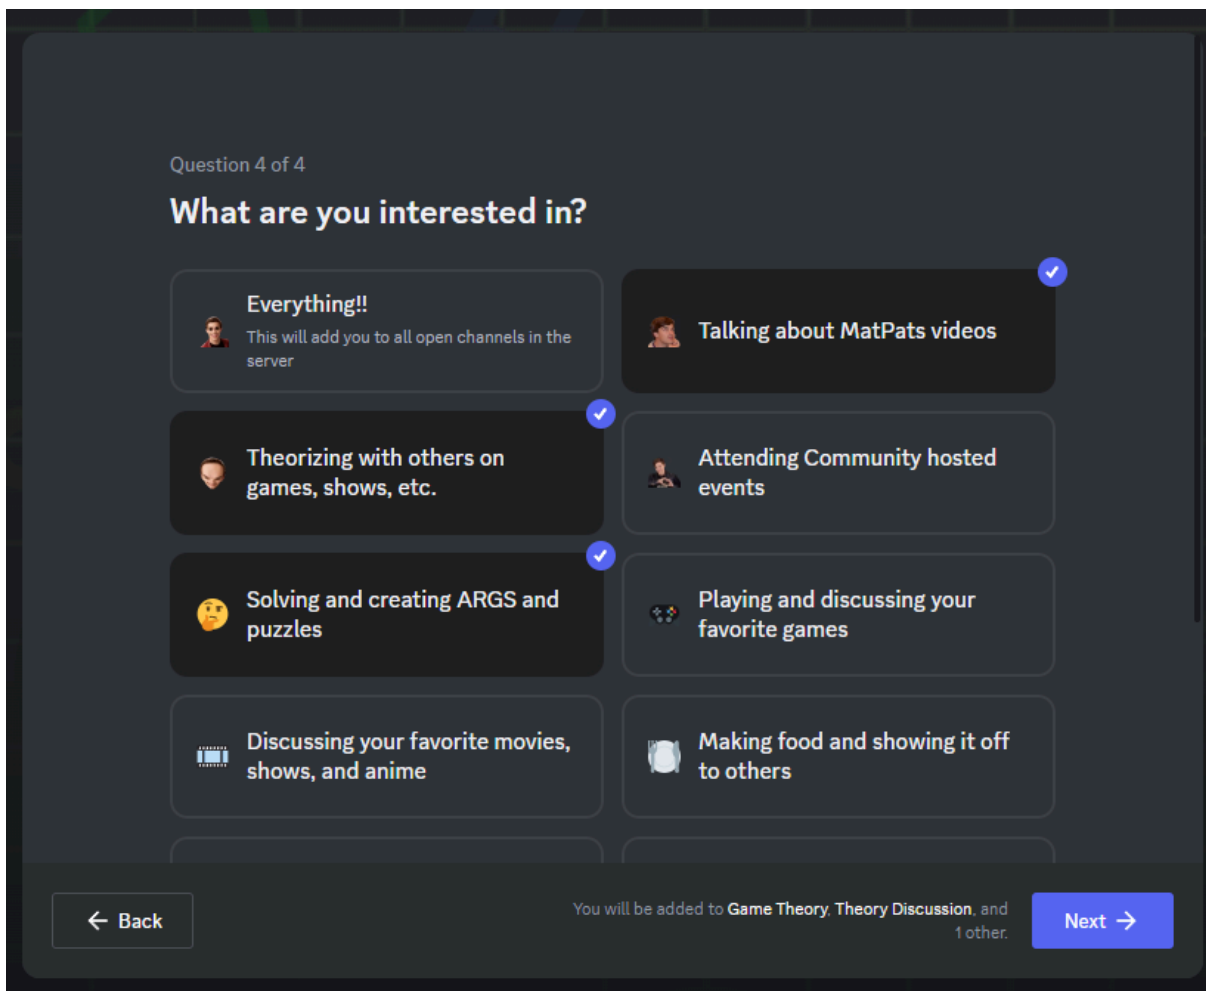 Question 4 of 4
What are you interested in?
Everything!!
This will add you to all open channels in the
server
Talking about MatPats videos
Theorizing with others on
games, shows, etc.
Attending Community hosted
events
Solving and creating ARGS and
puzzles
Playing and discussing your
favorite games
Discussing your favorite movies,
shows, and anime
Making food and showing it off
to others
Back
You will be added to Game Theory, Theory Discussion, and
1 other.
Next